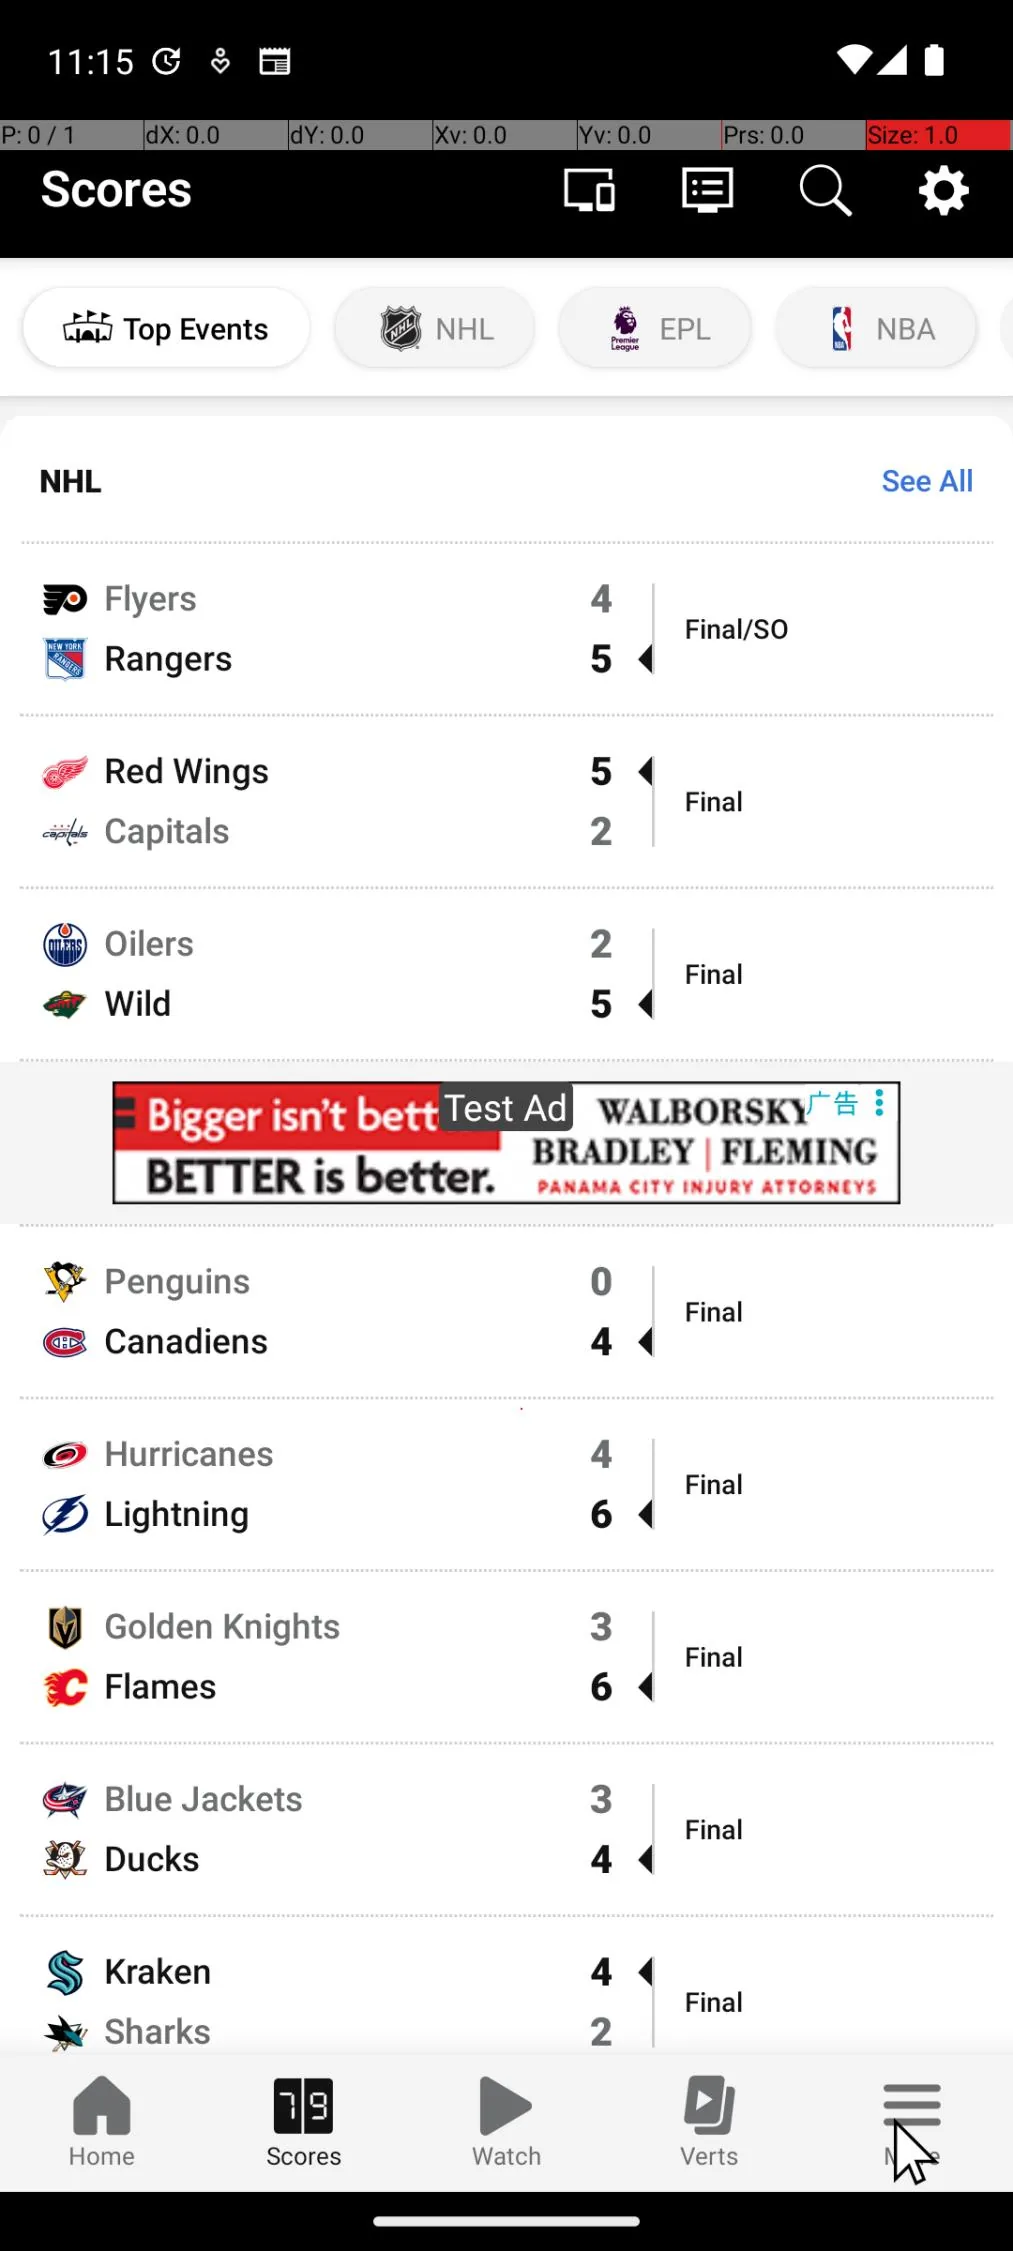 11:15
P: 0 / 1 dX: 0.0 dY: 0.0 Xv: 0.0 Yv: 0.0 Prs: 0.0 Size: 1.0
Scores
Top Events NHL EPL NBA
NHL See All
Flyers 4
Final/SO
Rangers 5
Red Wings 5
Final
Capitals 2
Oilers 2
Final
Wild 5
Bigger isn't bett
BETTER is better.
Test Ad
WALBORSKY
BRADLEY | FLEMING
PANAMA CITY INJURY ATTORNEYS
广告
Penguins 0
Final
Canadiens 4
Hurricanes 4
Final
Lightning 6
Golden Knights 3
Final
Flames 6
Blue Jackets 3
Final
Ducks 4
Kraken 4
Final
Sharks 2
Home Scores Watch Verts